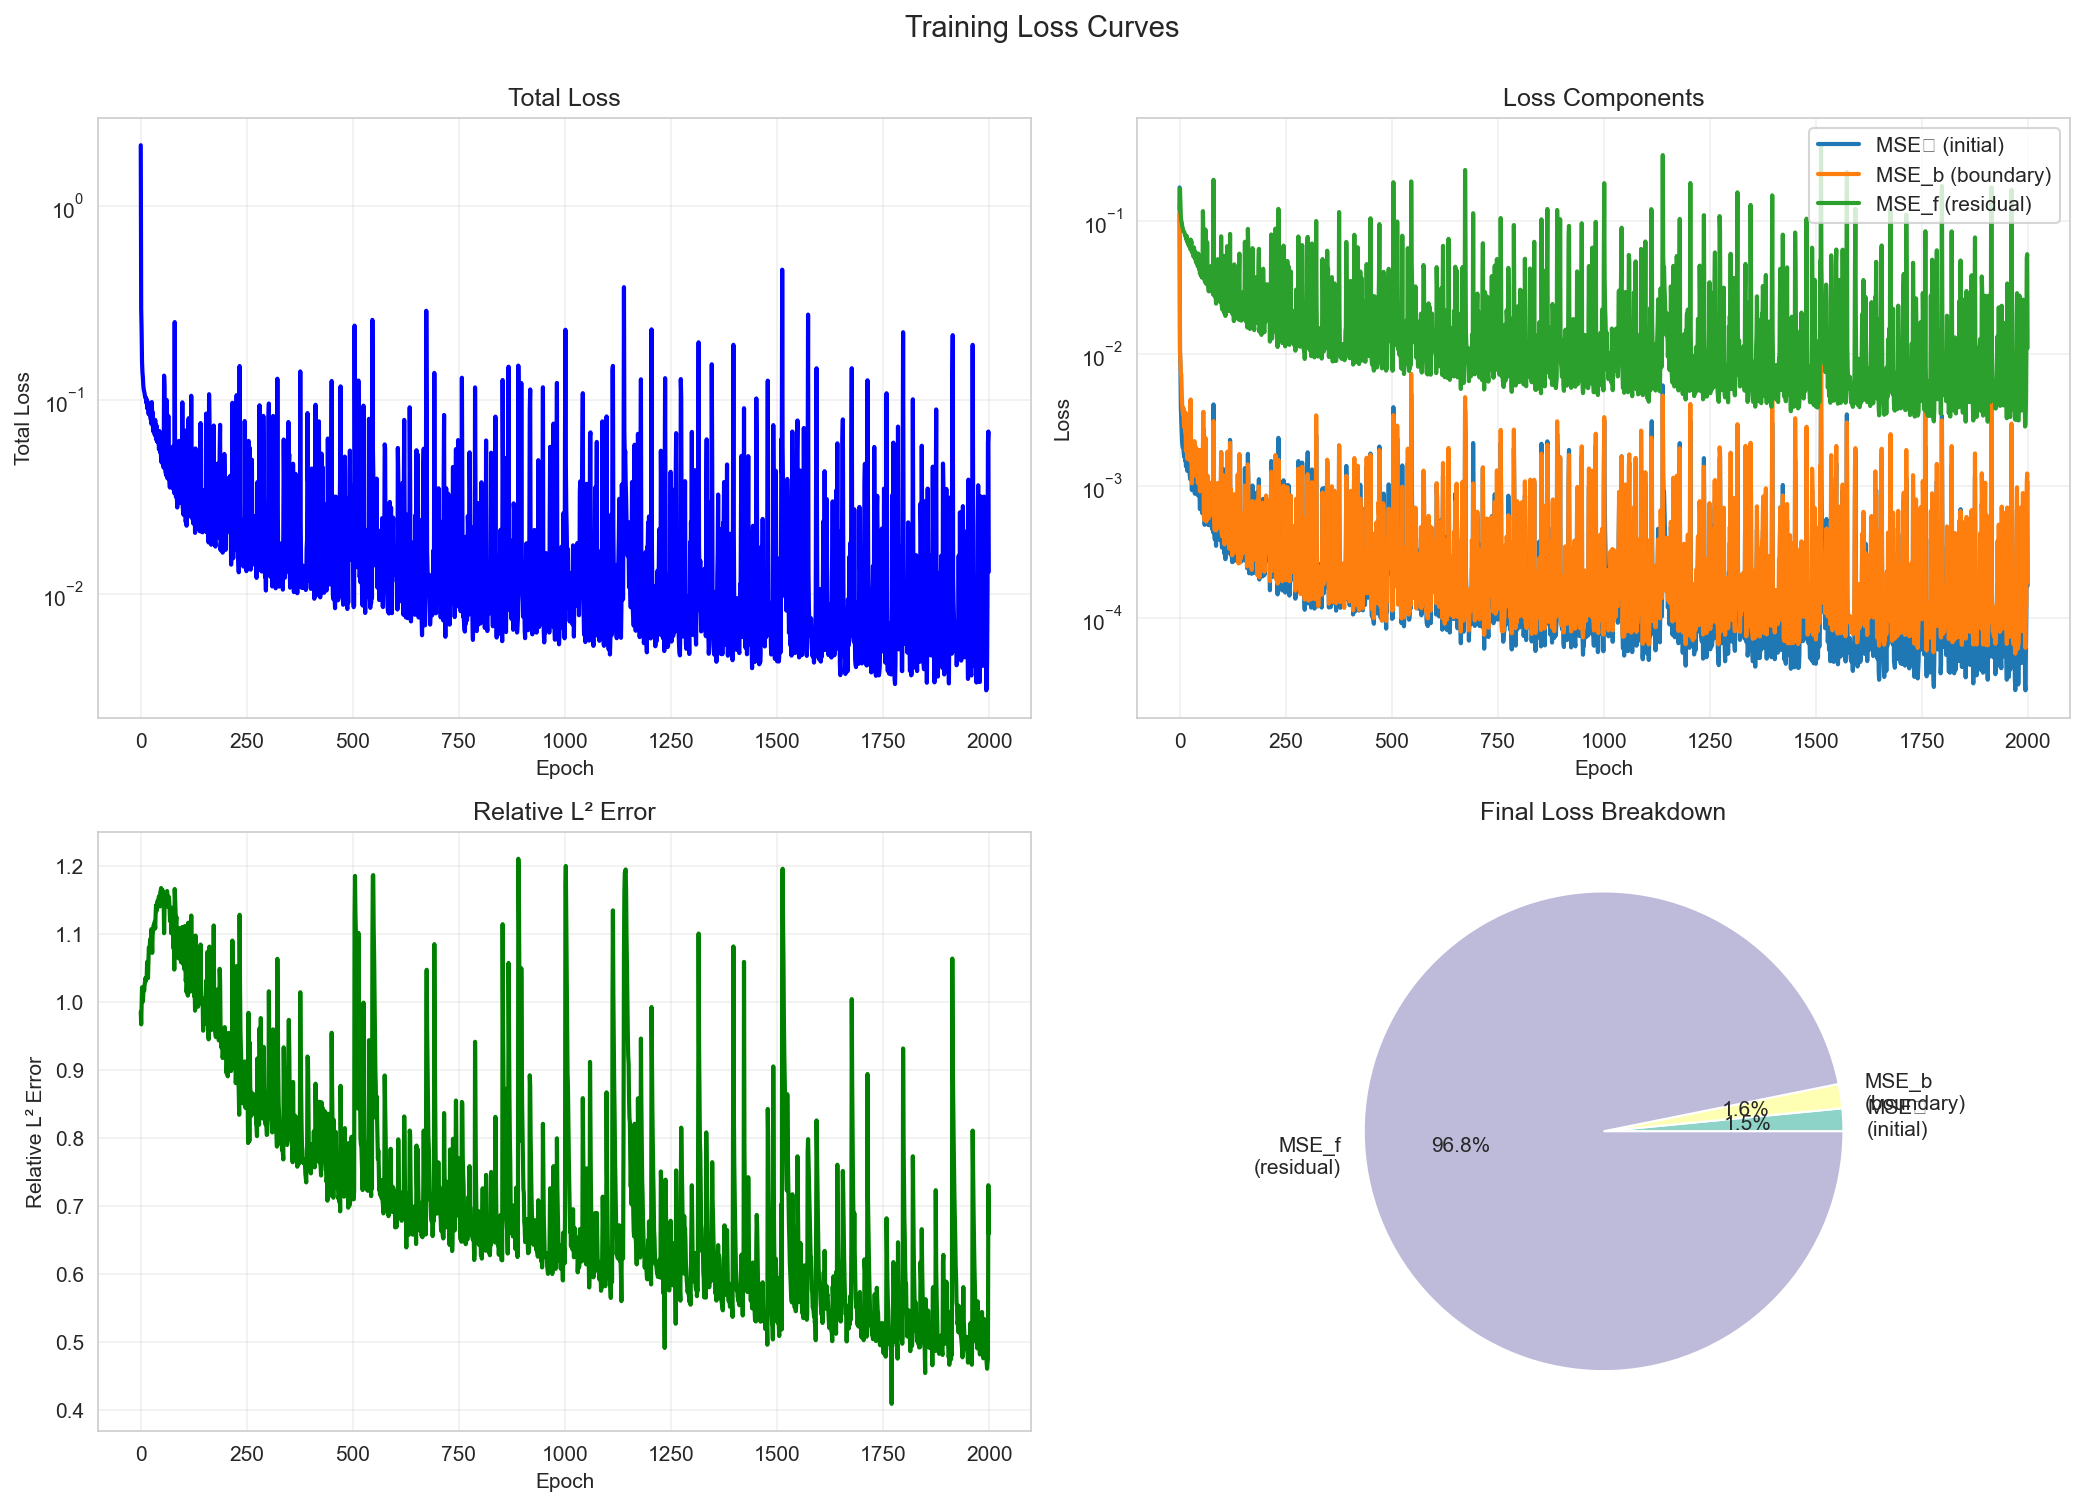 Training Loss Curves
Total Loss
10⁰
10⁻¹
10⁻²
Total Loss
0 250 500 750 1000 1250 1500 1750 2000
Epoch
Loss Components
MSE□ (initial)
MSE_b (boundary)
MSE_f (residual)
10⁻¹
10⁻²
10⁻³
10⁻⁴
Loss
0 250 500 750 1000 1250 1500 1750 2000
Epoch
Relative L² Error
1.2
1.1
1.0
0.9
0.8
0.7
0.6
0.5
0.4
Relative L² Error
0 250 500 750 1000 1250 1500 1750 2000
Epoch
Final Loss Breakdown
MSE_b
(boundary)
MSE□
(initial)
1.6%
1.5%
MSE_f
(residual)
96.8%